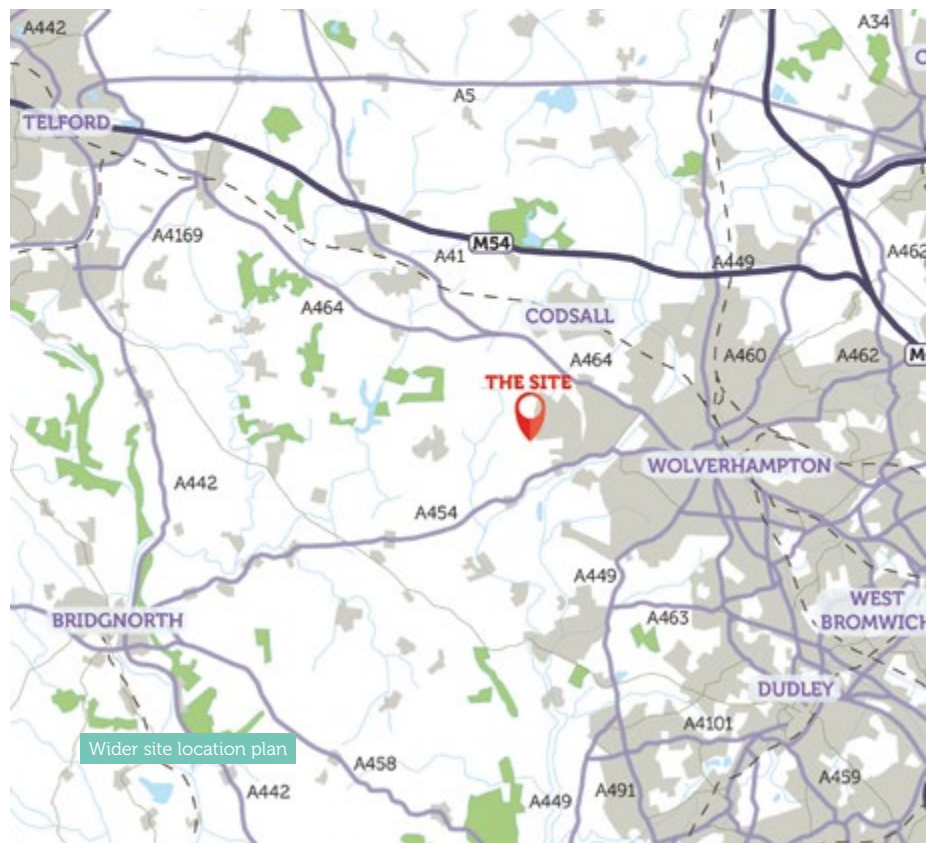 A442
A34
A5
TELFORD
A4169
M54
A41
A449
A462
A464
CODSALL
A464
A460
A462
THE SITE
WOLVERHAMPTON
A442
A454
A449
WEST
BROMWICH
BRIDGNORTH
A463
DUDLEY
A4101
Wider site location plan
A458
A459
A442
A449
A491